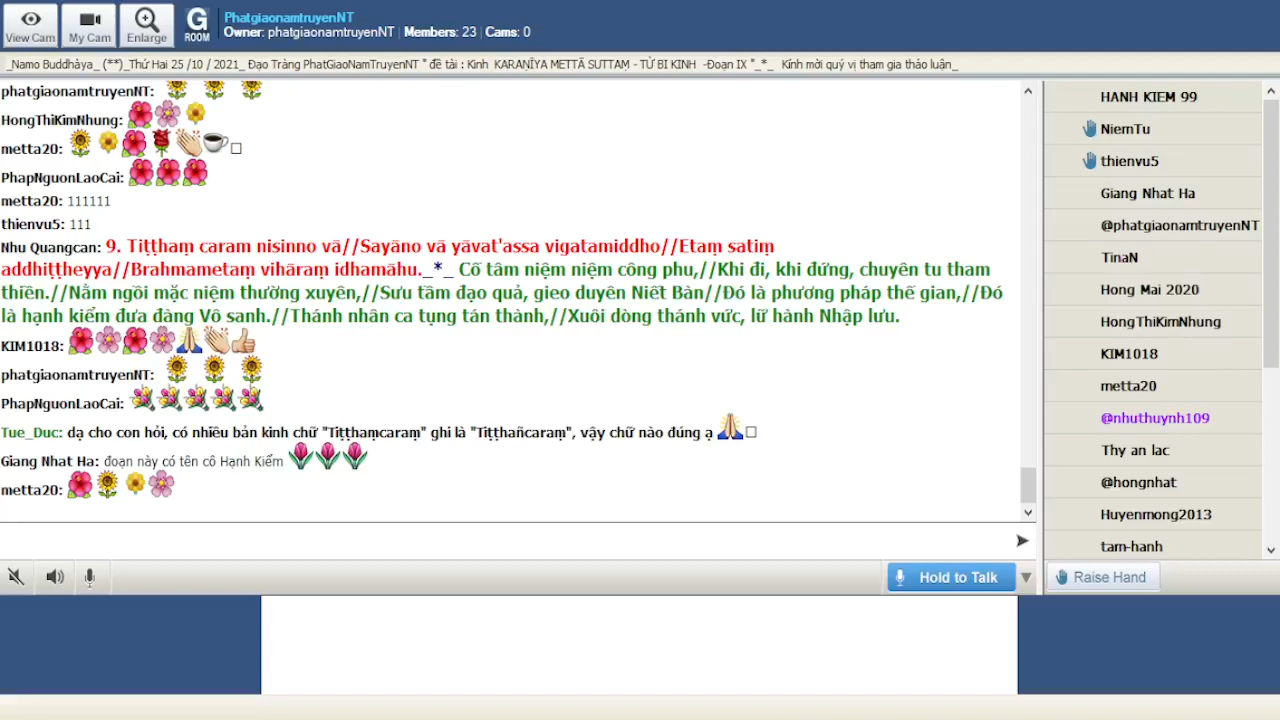 View Cam
My Cam
Enlarge
G
ROOM
PhatgiaonamtruyenNT
Owner: phatgiaonamtruyenNT | Members: 23 | Cams: 0
_Namo Buddhàya_ (**)_Thứ Hai 25 /10 / 2021_ Đạo Tràng PhatGiaoNamTruyenNT " đề tài : Kinh KARAṆĪYA METTĀ SUTTAṂ - TỪ BI KINH -Đoạn IX "_*_ Kính mời quý vị tham gia thảo luận_
phatgiaonamtruyenNT:
HongThiKimNhung:
metta20:
PhapNguonLaoCai:
metta20: 111111
thienvu5: 111
Nhu Quangcan: 9. Tiṭṭhaṃ caram nisinno vā//Sayāno vā yāvat'assa vigatamiddho//Etaṃ satiṃ
addhiṭṭheyya//Brahmametaṃ vihāraṃ idhamāhu._*_ Cố tâm niệm niệm công phu,//Khi đi, khi đứng, chuyên tu tham
thiền.//Nằm ngồi mặc niệm thường xuyên,//Sưu tầm đạo quả, gieo duyên Niết Bàn//Đó là phương pháp thế gian,//Đó
là hạnh kiểm đưa đàng Vô sanh.//Thánh nhân ca tụng tán thành,//Xuôi dòng thánh vức, lữ hành Nhập lưu.
KIM1018:
phatgiaonamtruyenNT:
PhapNguonLaoCai:
Tue_Duc: dạ cho con hỏi, có nhiều bản kinh chữ "Tiṭṭhaṃcaraṃ" ghi là "Tiṭṭhañcaraṃ", vậy chữ nào đúng ạ
Giang Nhat Ha: đoạn này có tên cô Hạnh Kiểm
metta20:
Hold to Talk
HANH KIEM 99
NiemTu
thienvu5
Giang Nhat Ha
@phatgiaonamtruyenNT
TinaN
Hong Mai 2020
HongThiKimNhung
KIM1018
metta20
@nhuthuynh109
Thy an lac
@hongnhat
Huyenmong2013
tam-hanh
Raise Hand